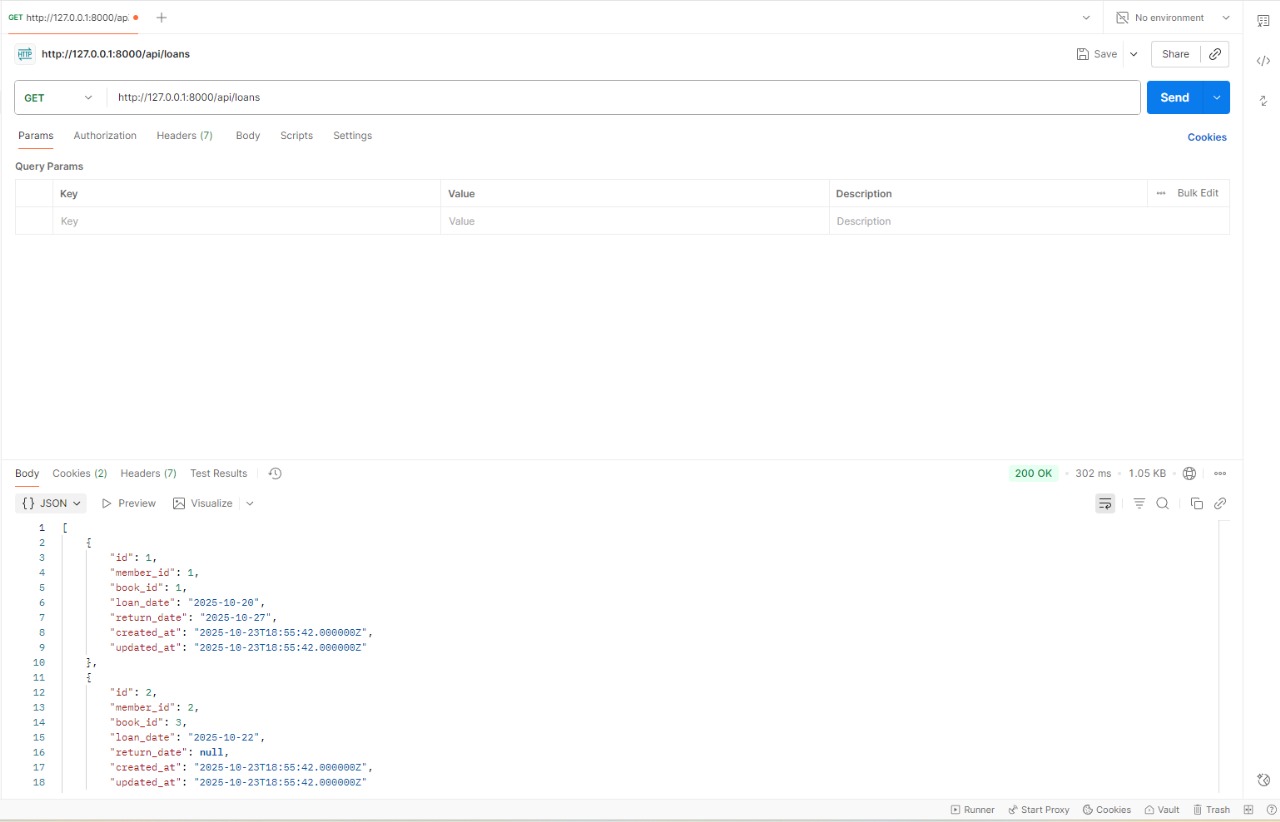 GET http://127.0.0.1:8000/ap
No environment
HTTP http://127.0.0.1:8000/api/loans
Save Share
GET http://127.0.0.1:8000/api/loans Send
Params Authorization Headers (7) Body Scripts Settings Cookies
Query Params
Key Value Description Bulk Edit
Key Value Description
Body Cookies (2) Headers (7) Test Results 200 OK 302 ms 1.05 KB
{} JSON Preview Visualize
1 [
2 {
3 "id": 1,
4 "member_id": 1,
5 "book_id": 1,
6 "loan_date": "2025-10-20",
7 "return_date": "2025-10-27",
8 "created_at": "2025-10-23T18:55:42.000000Z",
9 "updated_at": "2025-10-23T18:55:42.000000Z"
10 },
11 {
12 "id": 2,
13 "member_id": 2,
14 "book_id": 3,
15 "loan_date": "2025-10-22",
16 "return_date": null,
17 "created_at": "2025-10-23T18:55:42.000000Z",
18 "updated_at": "2025-10-23T18:55:42.000000Z"
Runner Start Proxy Cookies Vault Trash